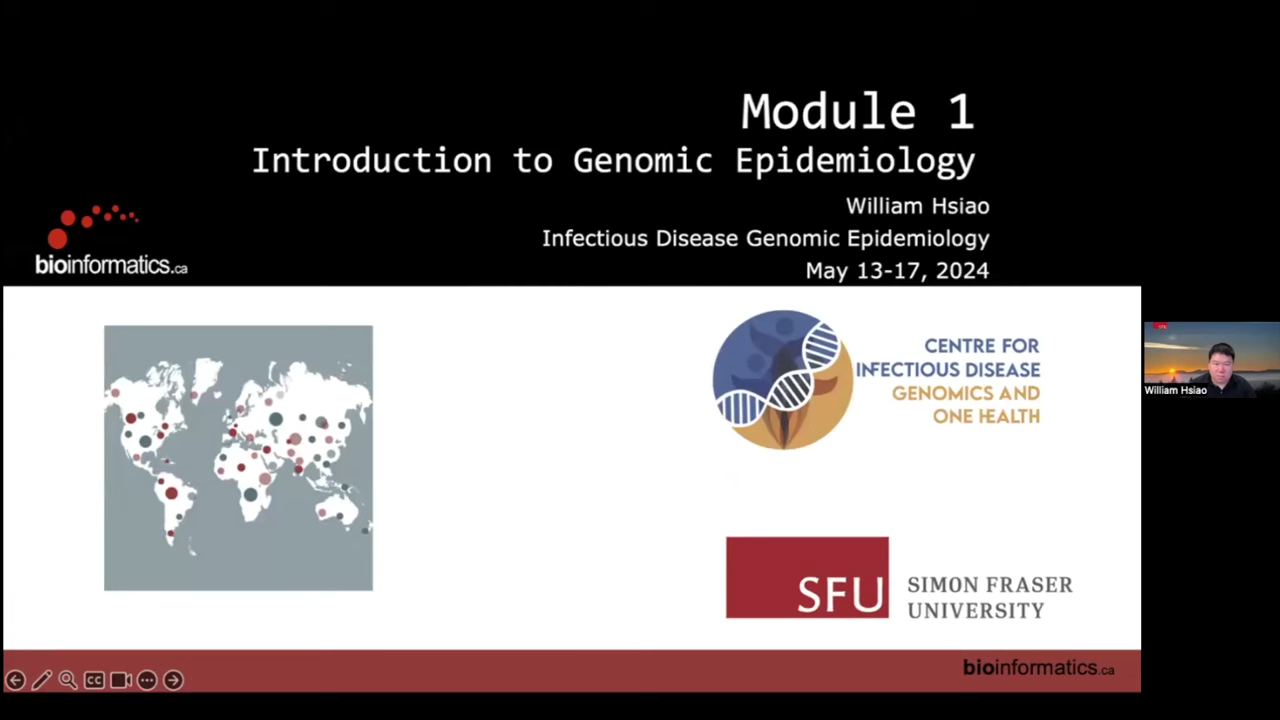 Module 1
Introduction to Genomic Epidemiology
William Hsiao
Infectious Disease Genomic Epidemiology
May 13-17, 2024
bioinformatics.ca
CENTRE FOR
INFECTIOUS DISEASE
GENOMICS AND
ONE HEALTH
William Hsiao
SFU
SIMON FRASER
UNIVERSITY
CC
bioinformatics.ca